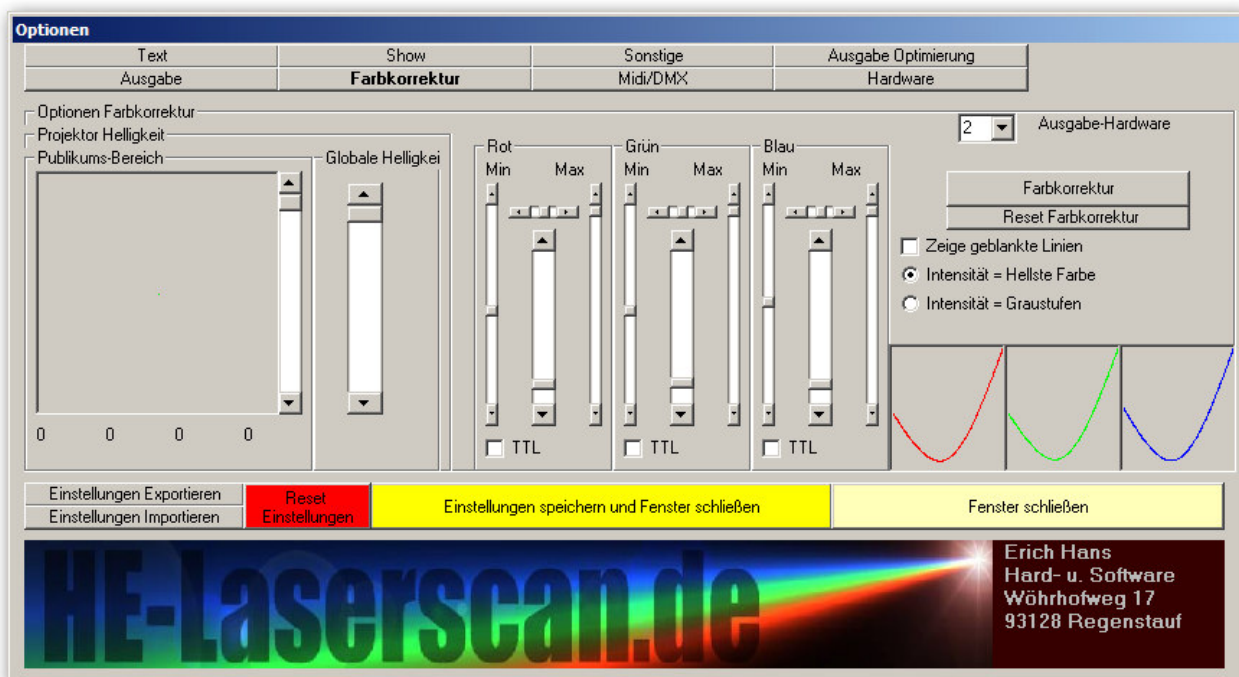 Optionen
Text Show Sonstige Ausgabe Optimierung
Ausgabe Farbkorrektur Midi/DMX Hardware
Optionen Farbkorrektur
2 Ausgabe-Hardware
Projektor Helligkeit
Publikums-Bereich Globale Helligkei
Rot Grün Blau
Min Max Min Max Min Max
Farbkorrektur
Reset Farbkorrektur
Zeige geblankte Linien
Intensität = Hellste Farbe
Intensität = Graustufen
0 0 0 0
TTL TTL TTL
Einstellungen Exportieren
Einstellungen Importieren
Reset
Einstellungen
Einstellungen speichern und Fenster schließen
Fenster schließen
HE-Laserscan.de
Erich Hans
Hard- u. Software
Wöhrhofweg 17
93128 Regenstauf